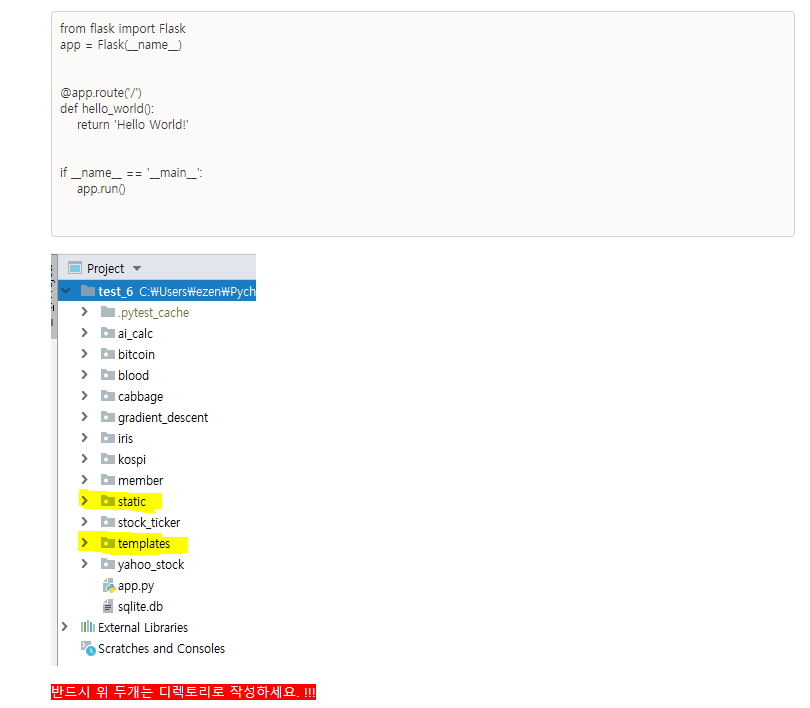 from flask import Flask
app = Flask(__name__)
@app.route('/')
def hello_world():
return 'Hello World!'
if __name__ == '__main__':
app.run()
Project
test_6 C:₩Users₩ezen₩Pych
.pytest_cache
ai_calc
bitcoin
blood
cabbage
gradient_descent
iris
kospi
member
static
stock_ticker
templates
yahoo_stock
app.py
sqlite.db
External Libraries
Scratches and Consoles
반드시 위 두개는 디렉토리로 작성하세요. !!!